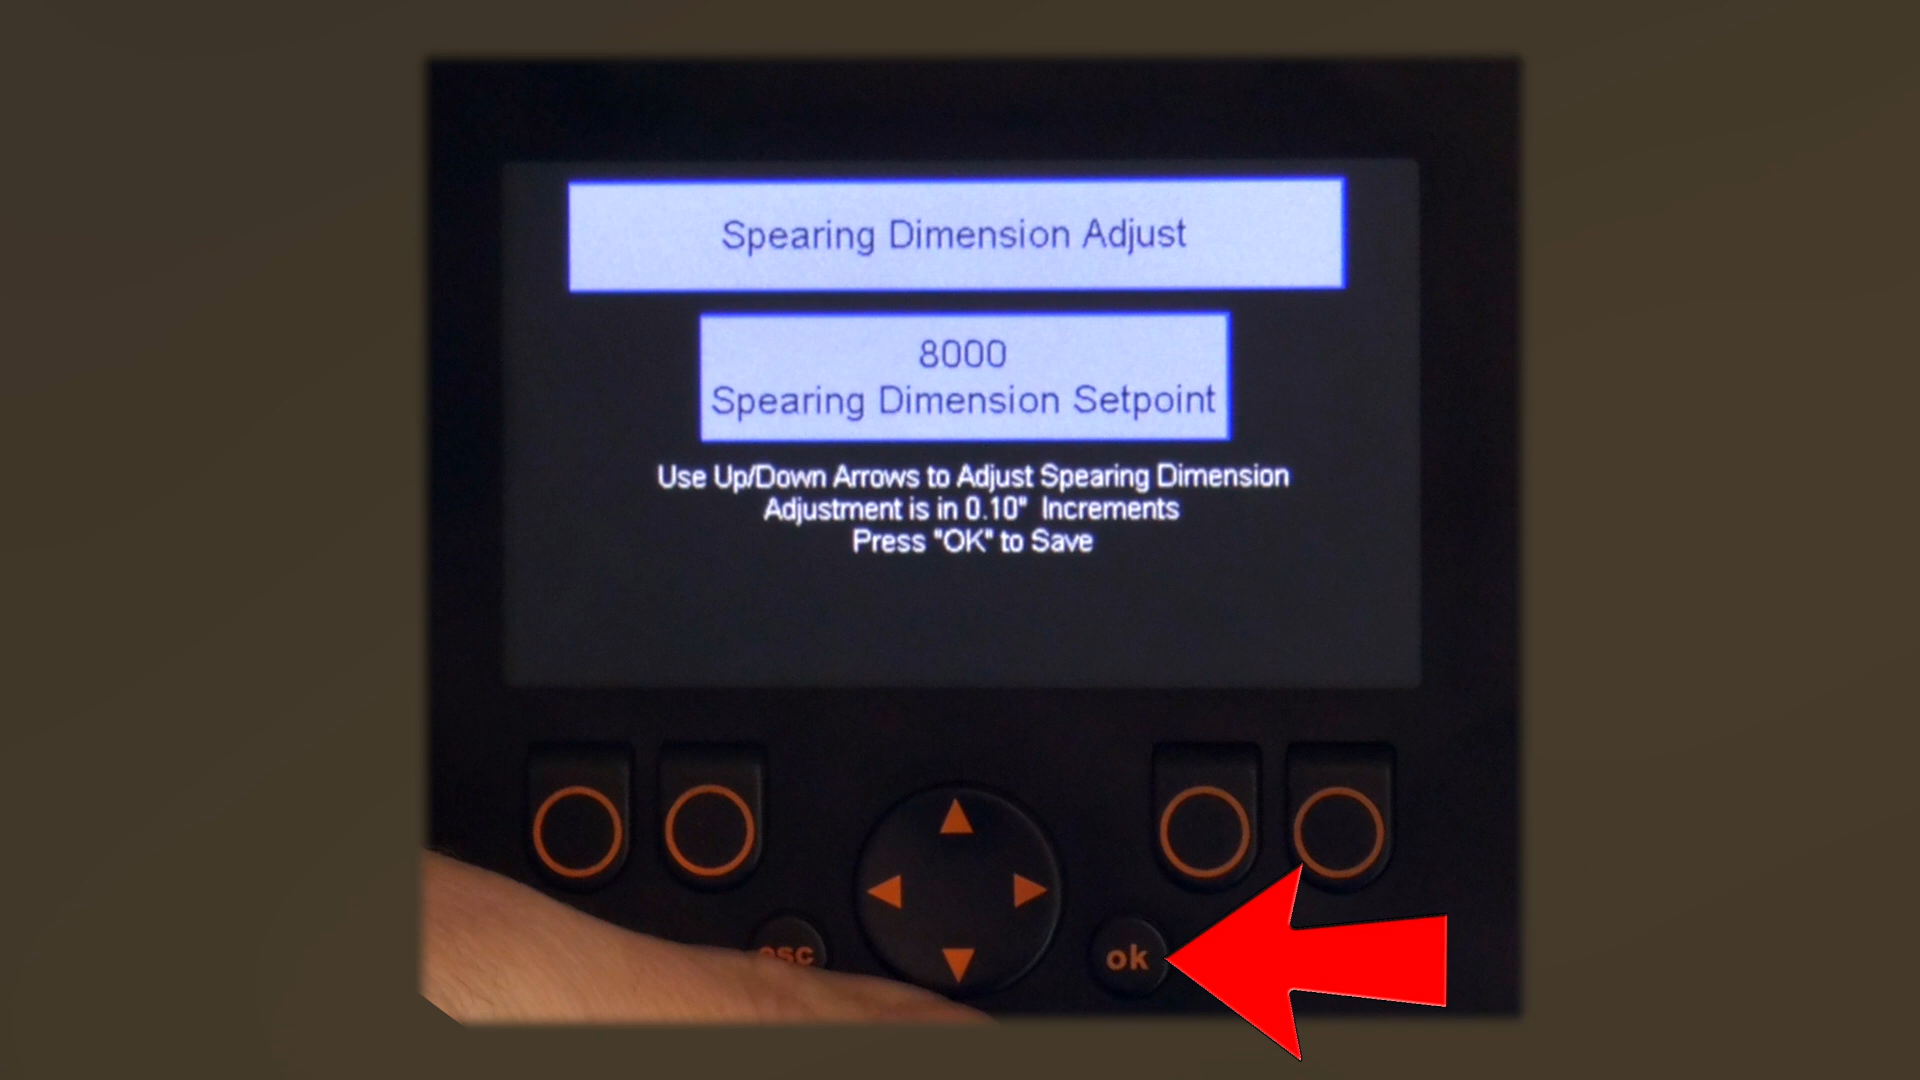 Spearing Dimension Adjust
8000
Spearing Dimension Setpoint
Use Up/Down Arrows to Adjust Spearing Dimension
Adjustment is in 0.10" Increments
Press "OK" to Save
esc
ok